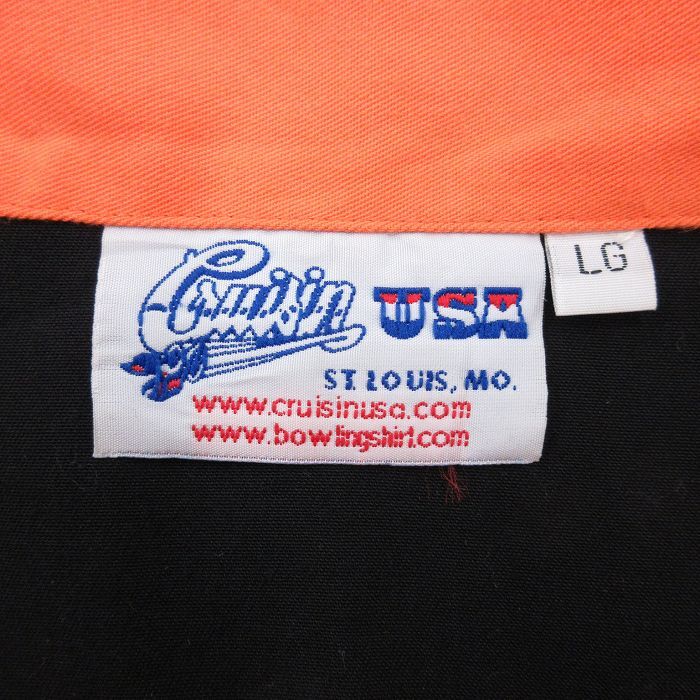 Cruisin USA
LG
ST. LOUIS, MO.
www.cruisinusa.com
www.bowlingshirt.com